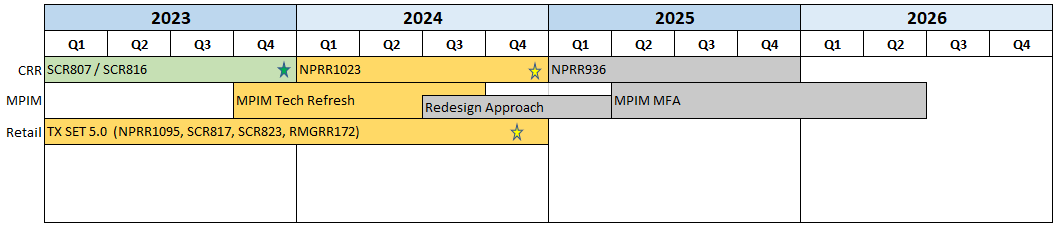 2023 2024 2025 2026
Q1 Q2 Q3 Q4 Q1 Q2 Q3 Q4 Q1 Q2 Q3 Q4 Q1 Q2 Q3 Q4
CRR SCR807 / SCR816 NPRR1023 NPRR936
MPIM MPIM Tech Refresh Redesign Approach MPIM MFA
Retail TX SET 5.0 (NPRR1095, SCR817, SCR823, RMGRR172)